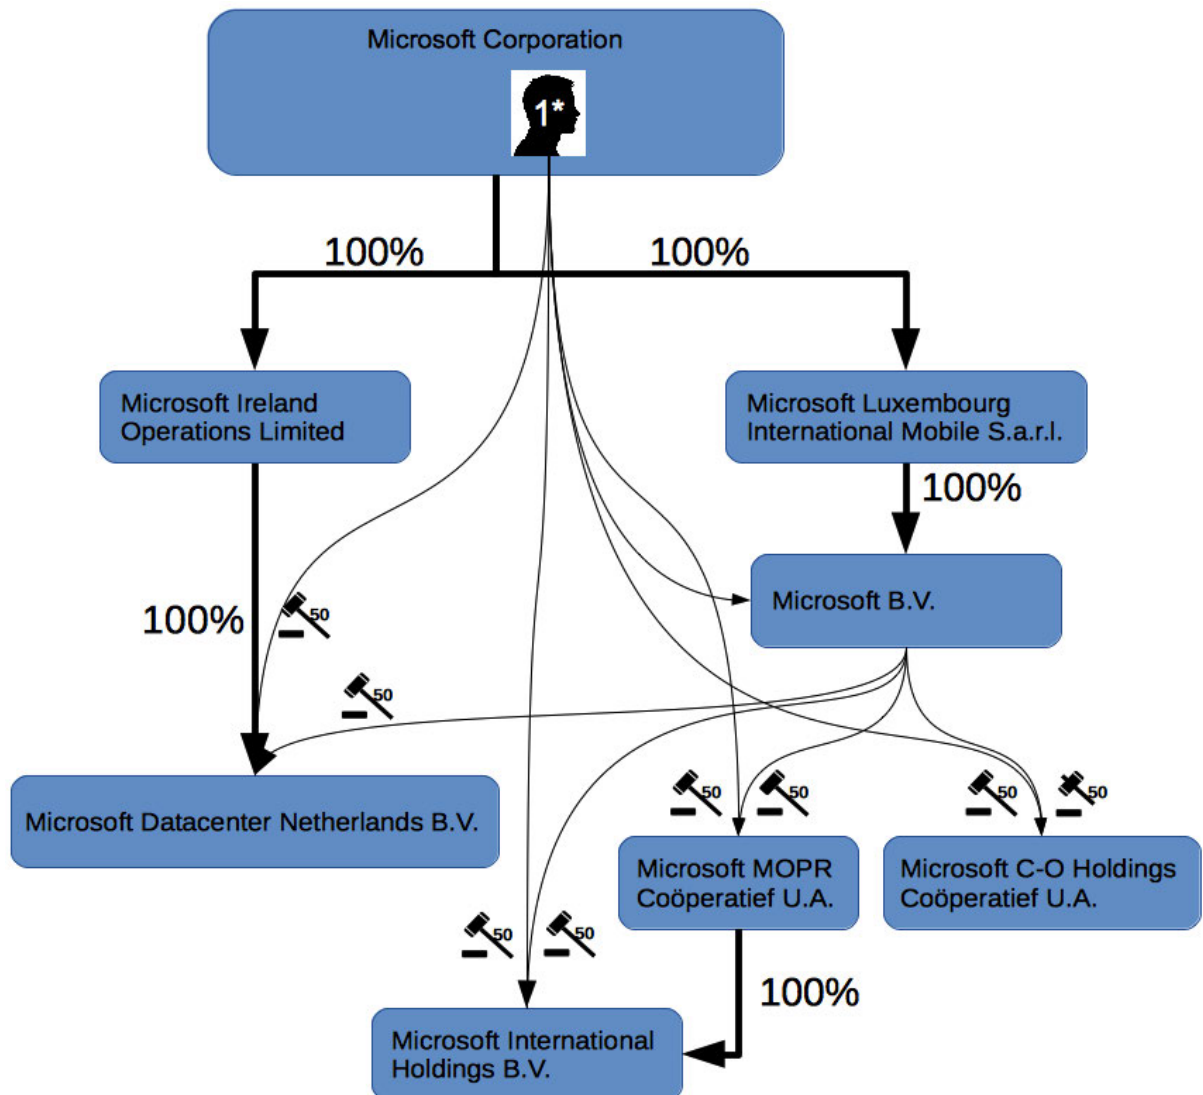 Microsoft Corporation
1*
100%
100%
Microsoft Ireland
Operations Limited
Microsoft Luxembourg
International Mobile S.a.r.l.
100%
Microsoft B.V.
100%
50
50
Microsoft Datacenter Netherlands B.V.
50
50
50
50
Microsoft MOPR
Coöperatief U.A.
Microsoft C-O Holdings
Coöperatief U.A.
50
50
100%
Microsoft International
Holdings B.V.